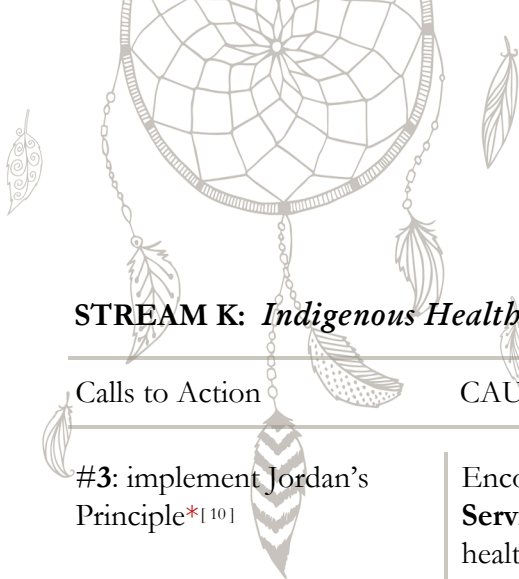 STREAM K: Indigenous Health
Calls to Action
#3: implement Jordan’s
Principle*[10]